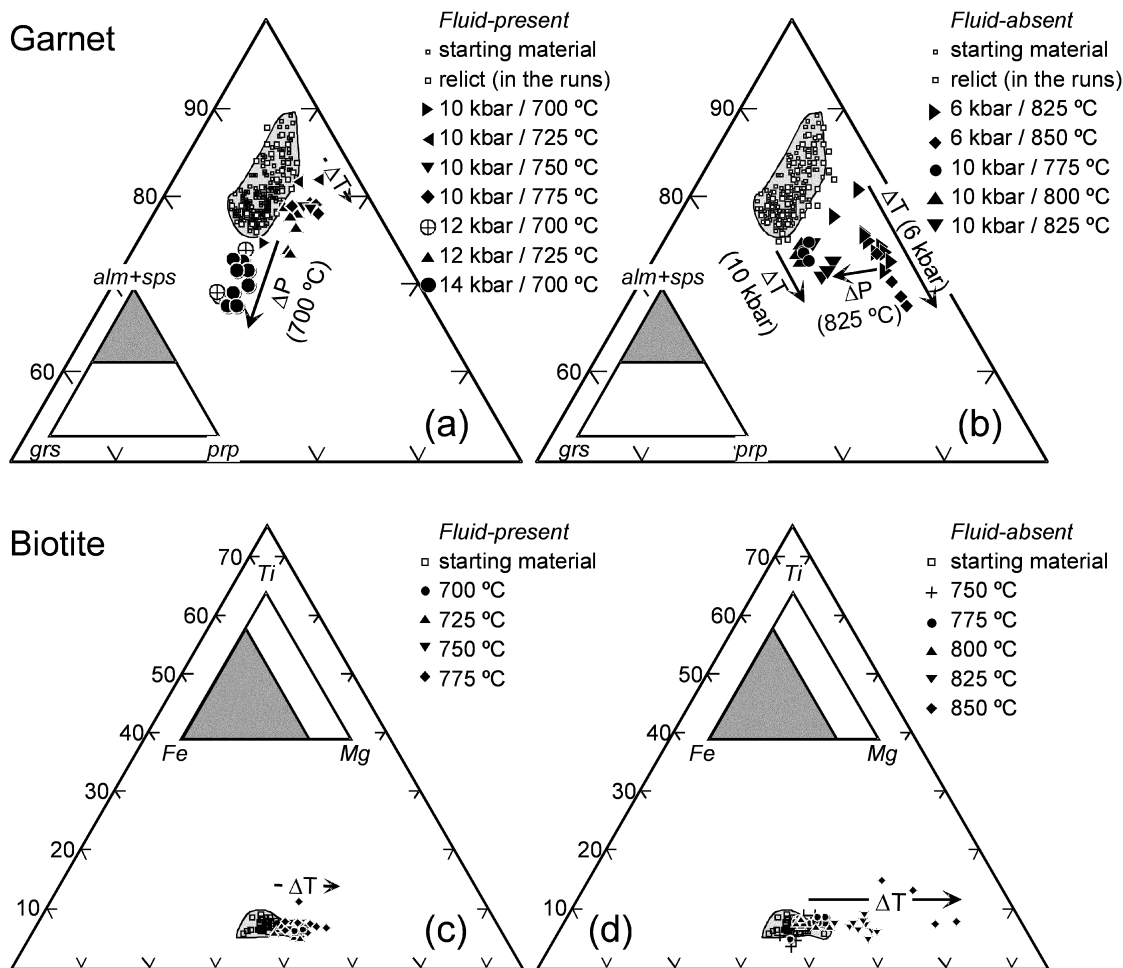 Garnet
Fluid-present
starting material
relict (in the runs)
10 kbar / 700 ºC
10 kbar / 725 ºC
10 kbar / 750 ºC
10 kbar / 775 ºC
12 kbar / 700 ºC
12 kbar / 725 ºC
14 kbar / 700 ºC
90
80
60
ΔT
ΔP
(700 ºC)
alm+sps
grs
prp
(a)
Fluid-absent
starting material
relict (in the runs)
6 kbar / 825 ºC
6 kbar / 850 ºC
10 kbar / 775 ºC
10 kbar / 800 ºC
10 kbar / 825 ºC
90
80
60
ΔT (6 kbar)
ΔT
(10 kbar)
ΔP
(825 ºC)
alm+sps
grs
prp
(b)
Biotite
Fluid-present
starting material
700 ºC
725 ºC
750 ºC
775 ºC
70
60
50
40
30
20
10
Ti
Fe
Mg
ΔT
(c)
Fluid-absent
starting material
750 ºC
775 ºC
800 ºC
825 ºC
850 ºC
70
60
50
40
30
20
10
Ti
Fe
Mg
ΔT
(d)